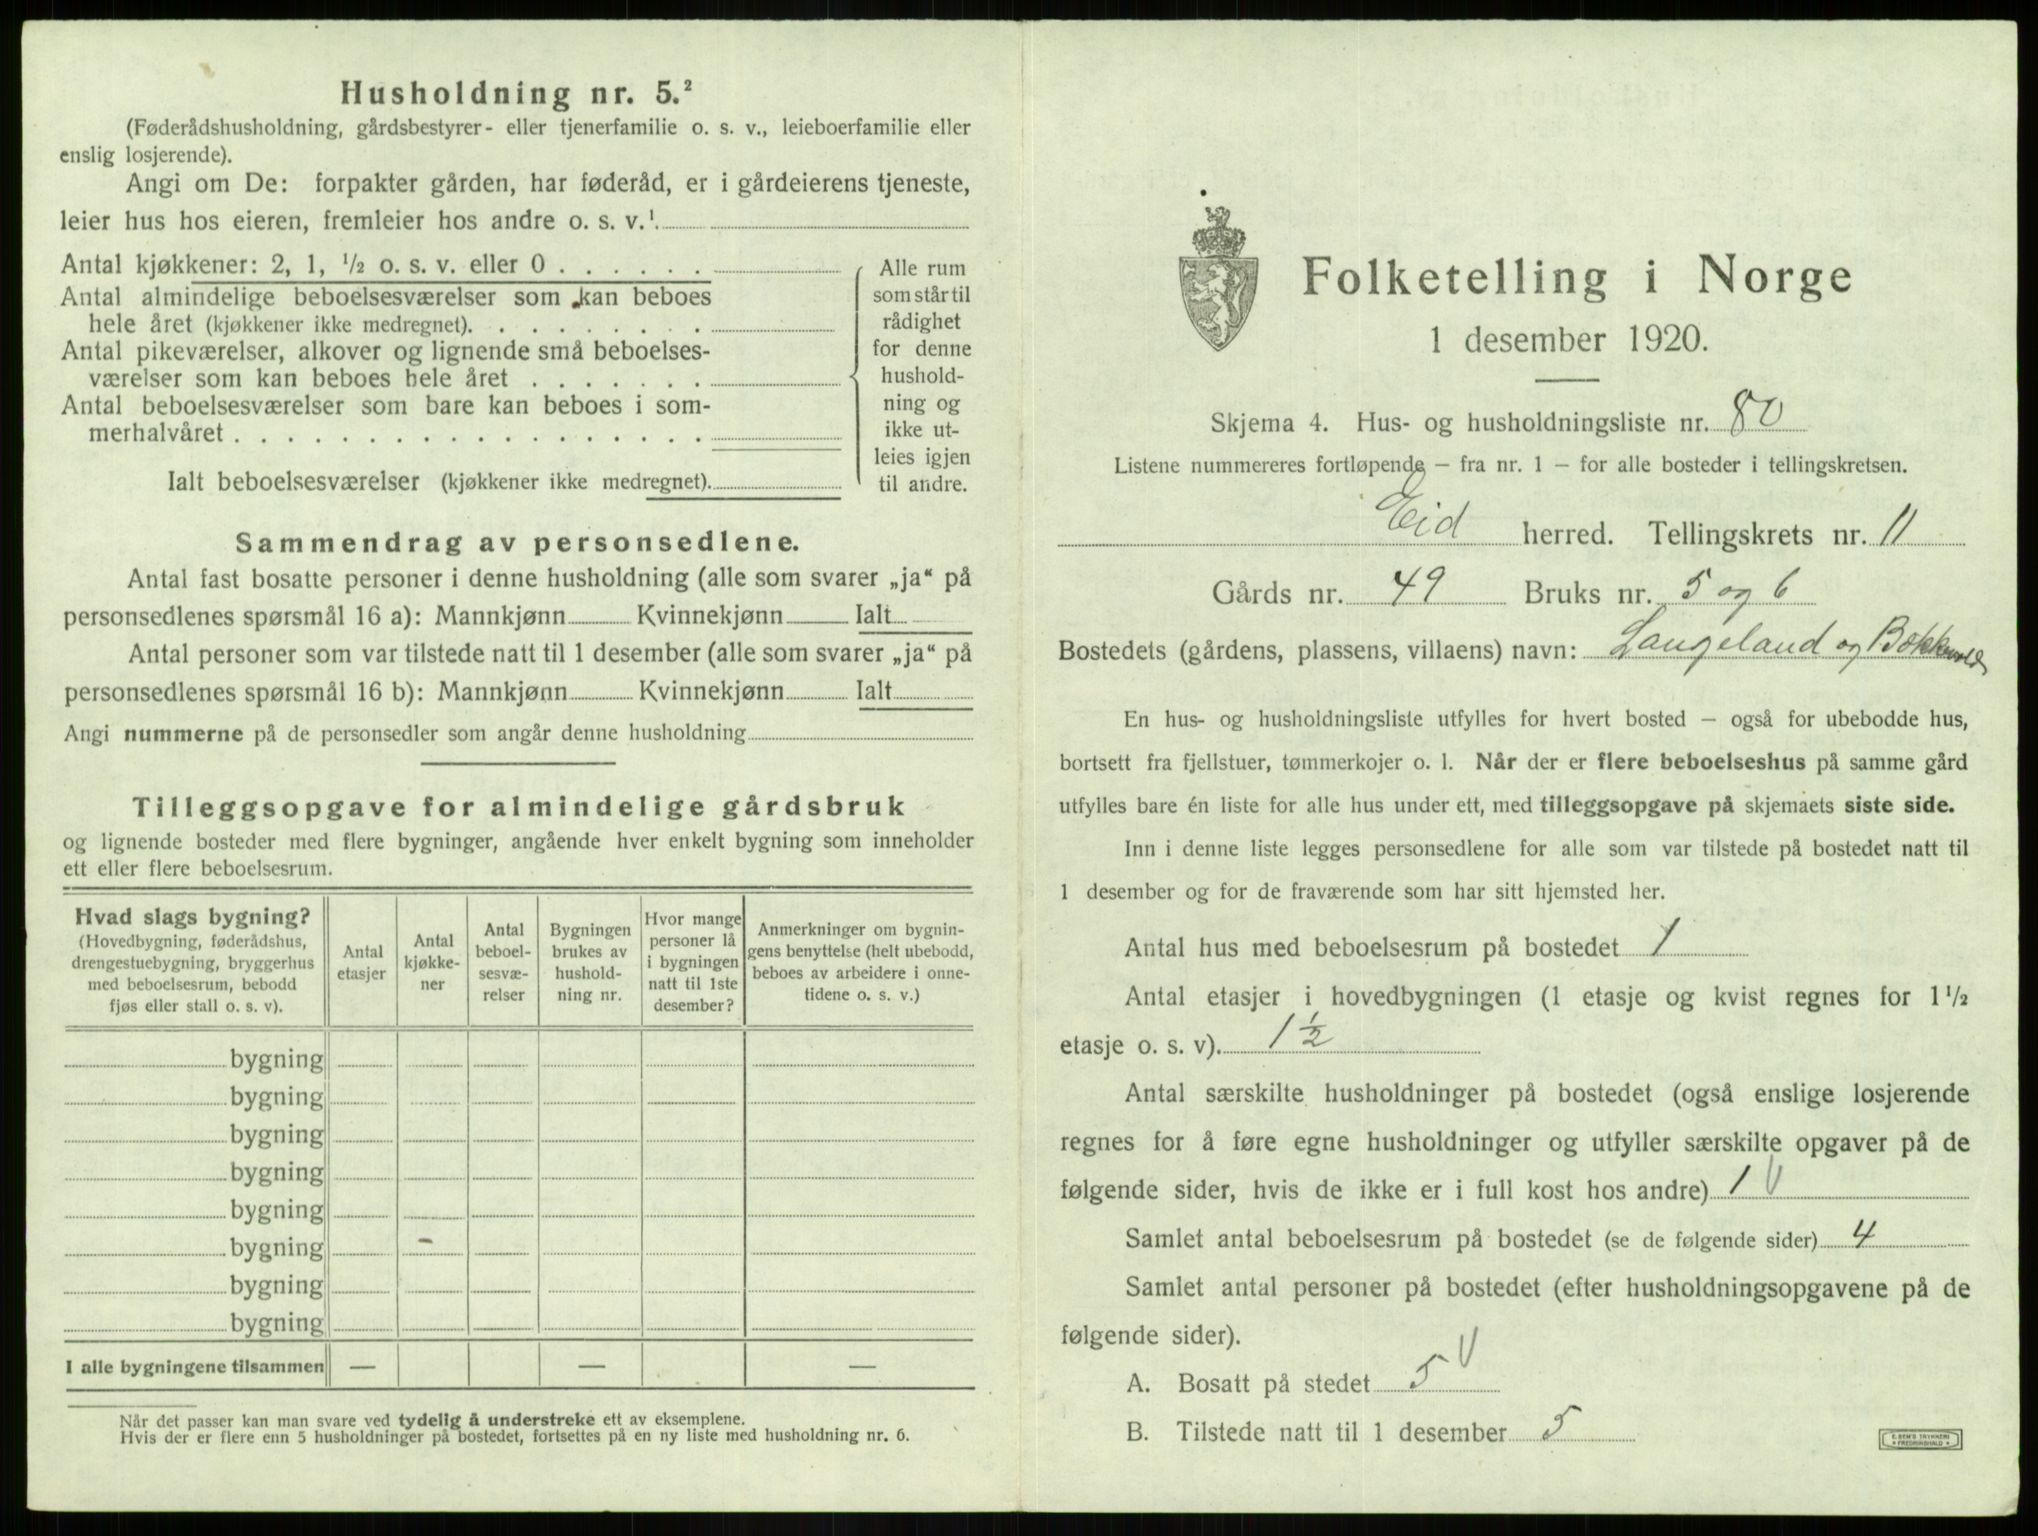 Husholdning nr. 5.²
(Føderådshusholdning, gårdsbestyrer- eller tjenerfamilie o. s. v., leieboerfamilie eller
enslig losjerende).
Angi om De: forpakter gården, har føderåd, er i gårdeierens tjeneste,
leier hus hos eieren, fremleier hos andre o. s. v.¹
Antal kjøkkener: 2, 1, ½ o. s. v. eller 0 . . . . . .
Antal almindelige beboelsesværelser som kan beboes
hele året (kjøkkener ikke medregnet). . . . . . . . .
Antal pikeværelser, alkover og lignende små beboelses-
værelser som kan beboes hele året . . . . . . .
Antal beboelsesværelser som bare kan beboes i som-
merhalvåret . . . . . . . . . . . . . . . . . .
Ialt beboelsesværelser (kjøkkener ikke medregnet).
Alle rum
som står til
rådighet
for denne
hushold-
ning og
ikke ut-
leies igjen
til andre.
Sammendrag av personsedlene.
Antal fast bosatte personer i denne husholdning (alle som svarer „ja“ på
personsedlenes spørsmål 16 a): Mannkjønn Kvinnekjønn Ialt
Antal personer som var tilstede natt til 1 desember (alle som svarer „ja“ på
personsedlenes spørsmål 16 b): Mannkjønn Kvinnekjønn Ialt
Angi nummerne på de personsedler som angår denne husholdning
Tilleggsopgave for almindelige gårdsbruk
og lignende bosteder med flere bygninger, angående hver enkelt bygning som inneholder
ett eller flere beboelsesrum.
Hvad slags bygning?
(Hovedbygning, føderådshus,
drengestuebygning, bryggerhus
med beboelsesrum, bebodd
fjøs eller stall o. s. v).
Antal
etasjer
Antal
kjøkke-
ner
Antal
beboel-
sesvæ-
relser
Bygningen
brukes av
hushold-
ning nr.
Hvor mange
personer lå
i bygningen
natt til 1ste
desember?
Anmerkninger om bygnin-
gens benyttelse (helt ubebodd,
beboes av arbeidere i onne-
tidene o. s. v.)
bygning
bygning
bygning
bygning
bygning
bygning -
bygning
bygning
I alle bygningene tilsammen — — —
Når det passer kan man svare ved tydelig å understreke ett av eksemplene.
Hvis der er flere enn 5 husholdninger på bostedet, fortsettes på en ny liste med husholdning nr. 6.
Folketelling i Norge
1 desember 1920.
Skjema 4. Hus- og husholdningsliste nr. 80
Listene nummereres fortløpende – fra nr. 1 – for alle bosteder i tellingskretsen.
Eid herred. Tellingskrets nr. 11
Gårds nr. 49 Bruks nr. 5 og 6
Bostedets (gårdens, plassens, villaens) navn: Langeland og
En hus- og husholdningsliste utfylles for hvert bosted – også for ubebodde hus,
bortsett fra fjellstuer, tømmerkojer o. l. Når der er flere beboelseshus på samme gård
utfylles bare én liste for alle hus under ett, med tilleggsopgave på skjemaets siste side.
Inn i denne liste legges personsedlene for alle som var tilstede på bostedet natt til
1 desember og for de fraværende som har sitt hjemsted her.
Antal hus med beboelsesrum på bostedet 1
Antal etasjer i hovedbygningen (1 etasje og kvist regnes for 1½
etasje o. s. v). 1½
Antal særskilte husholdninger på bostedet (også enslige losjerende
regnes for å føre egne husholdninger og utfyller særskilte opgaver på de
følgende sider, hvis de ikke er i full kost hos andre) 1 V
Samlet antal beboelsesrum på bostedet (se de følgende sider) 4
Samlet antal personer på bostedet (efter husholdningsopgavene på de
følgende sider).
A. Bosatt på stedet 5 V
B. Tilstede natt til 1 desember 5
E. SEM'S TRYKKERI
FREDRIKSHALD